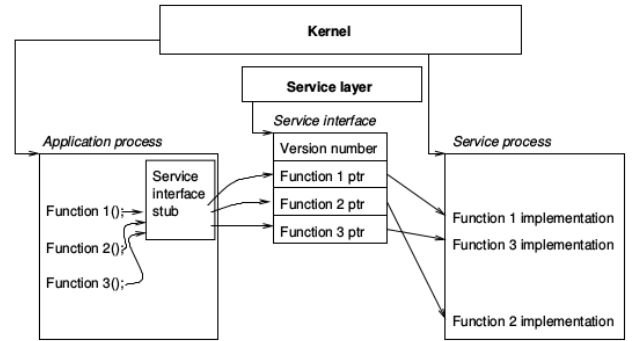 Kernel
Service layer
Application process
Service interface
Service process
Version number
Service
interface
stub
Function 1 ptr
Function 2 ptr
Function 3 ptr
Function 1();
Function 2();
Function 3();
Function 1 implementation
Function 3 implementation
Function 2 implementation